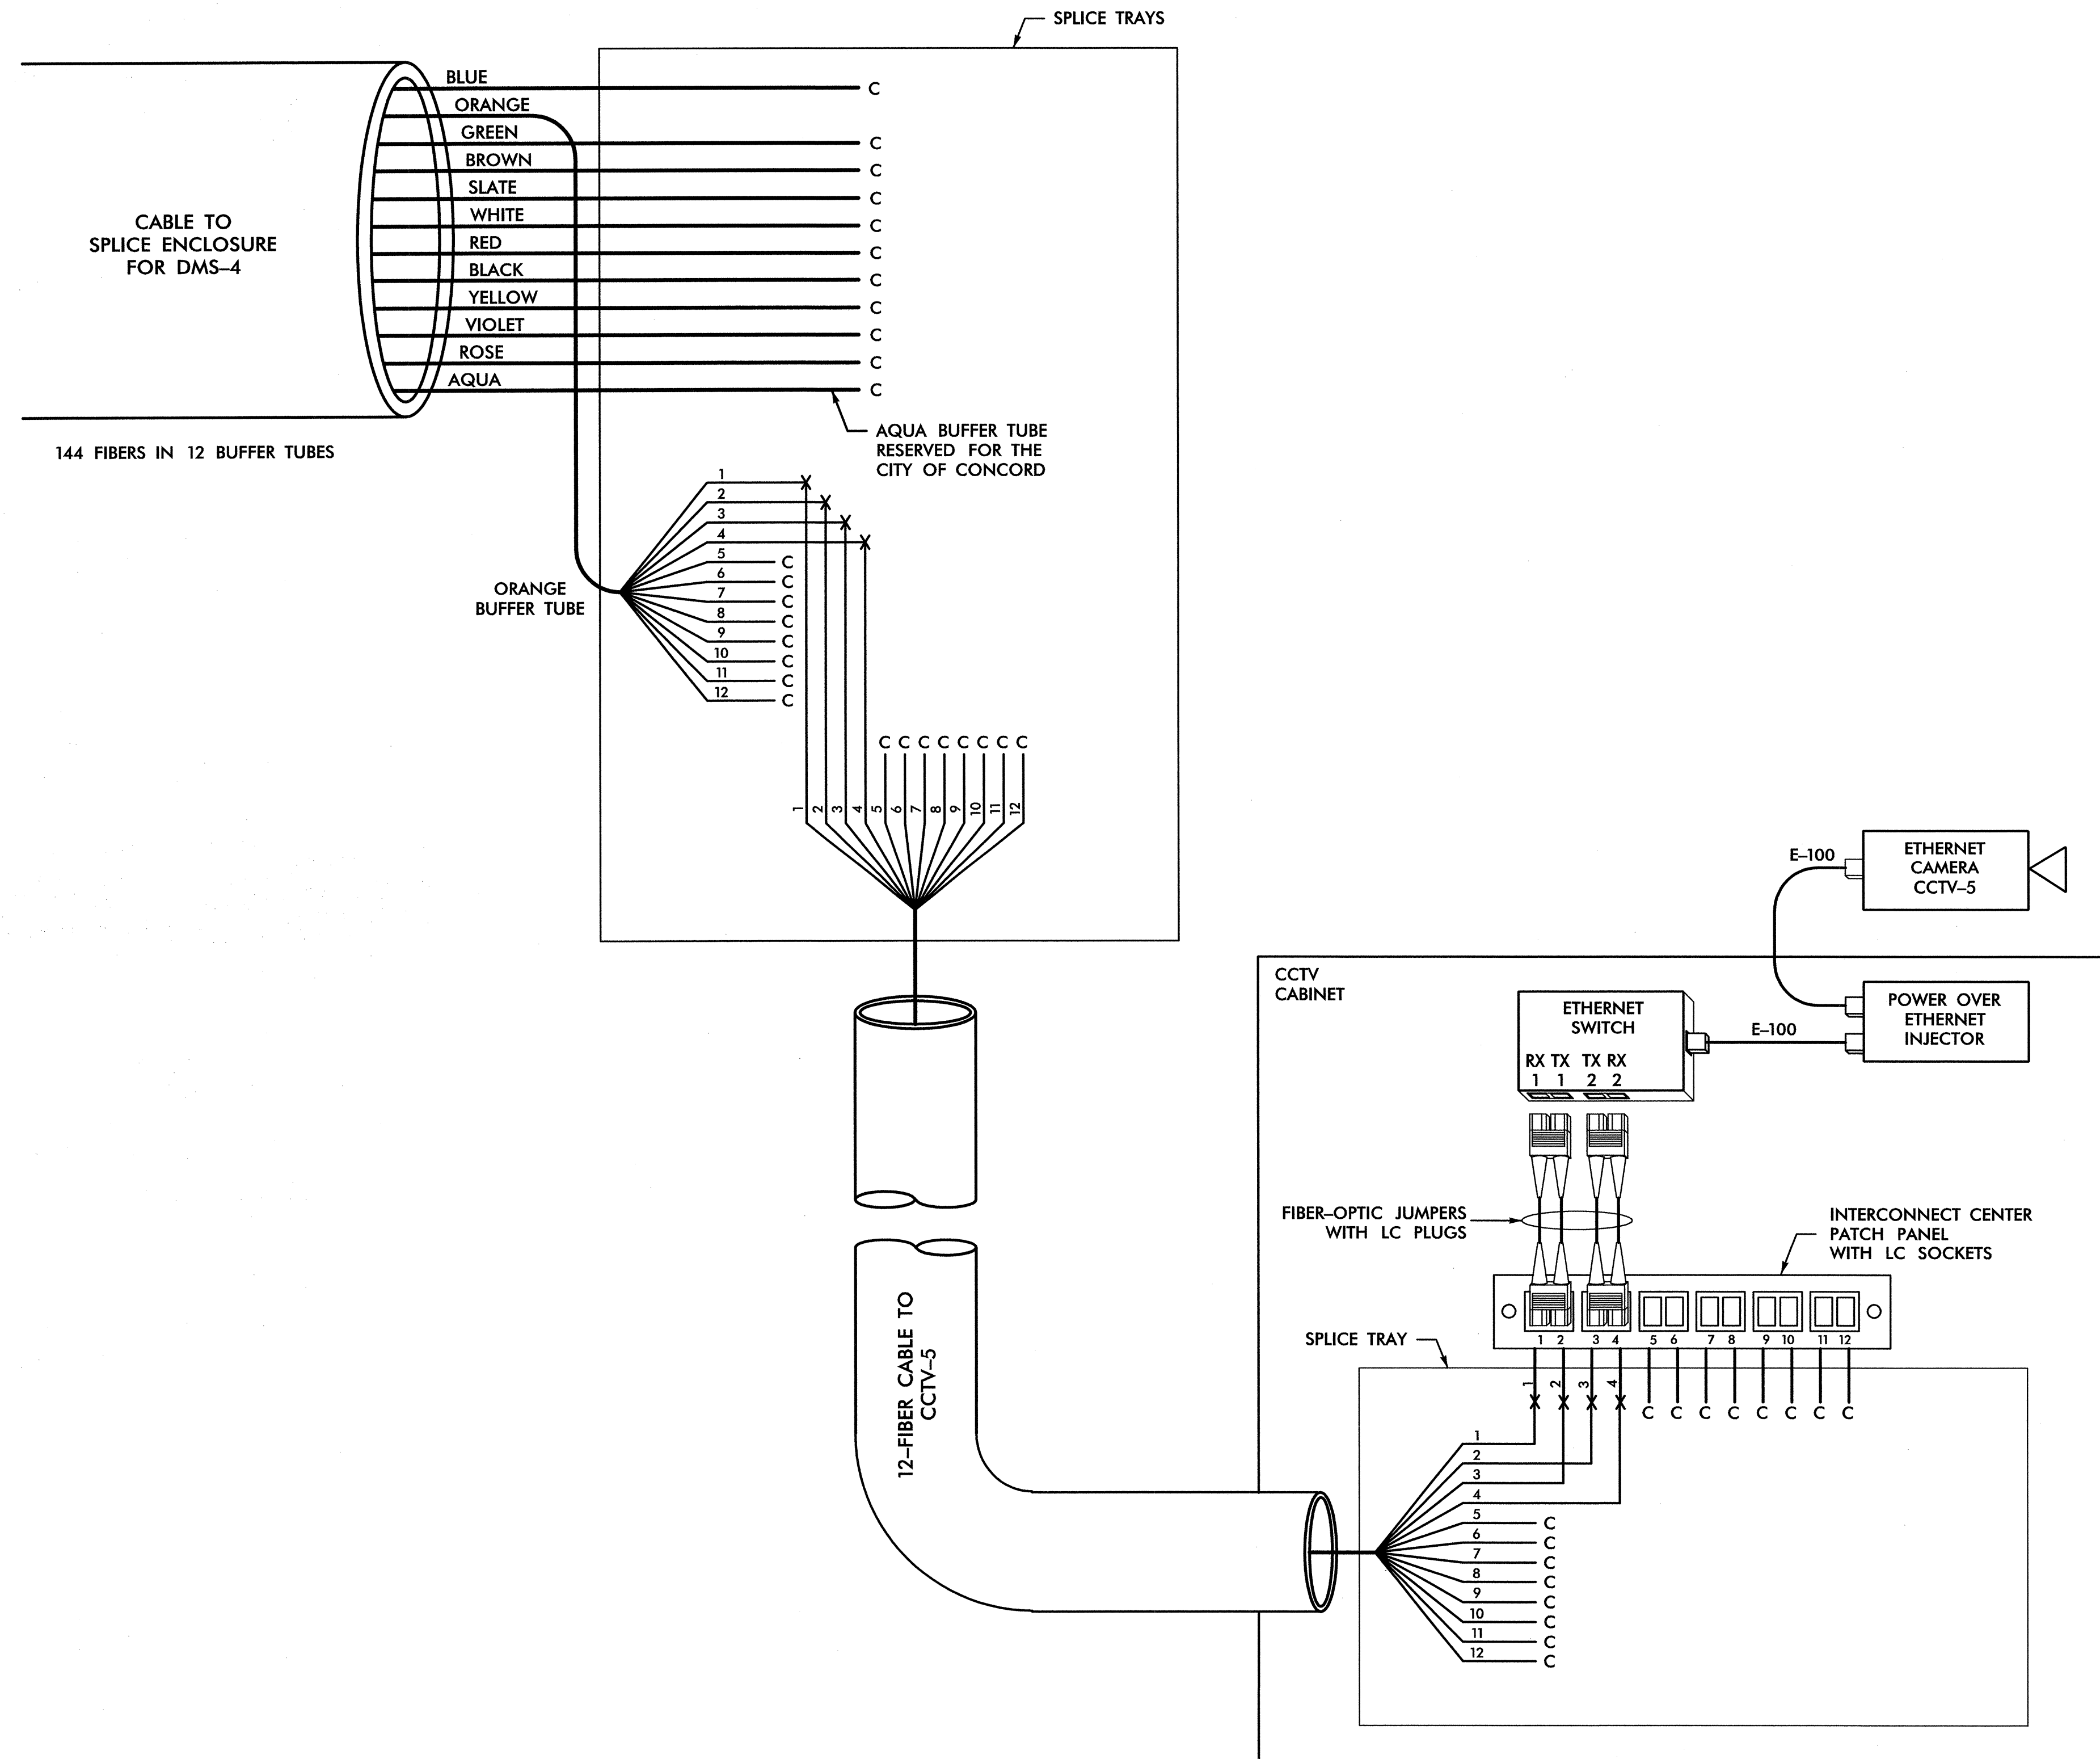 SPLICE TRAYS
BLUE
C
ORANGE
GREEN
C
BROWN
C
SLATE
C
WHITE
C
RED
C
BLACK
C
YELLOW
C
VIOLET
C
ROSE
C
AQUA
C
CABLE TO
SPLICE ENCLOSURE
FOR DMS–4
144 FIBERS IN 12 BUFFER TUBES
AQUA BUFFER TUBE
RESERVED FOR THE
CITY OF CONCORD
1
2
3
4
5 C
6 C
7 C
8 C
9 C
10 C
11 C
12 C
ORANGE
BUFFER TUBE
C C C C C C C C
1 2 3 4 5 6 7 8 9 10 11 12
12–FIBER CABLE TO
CCTV–5
E–100
ETHERNET
CAMERA
CCTV–5
CCTV
CABINET
ETHERNET
SWITCH
RX TX TX RX
1 1 2 2
E–100
POWER OVER
ETHERNET
INJECTOR
FIBER–OPTIC JUMPERS
WITH LC PLUGS
INTERCONNECT CENTER
PATCH PANEL
WITH LC SOCKETS
1 2 3 4 5 6 7 8 9 10 11 12
SPLICE TRAY
1 2 3 4
C C C C C C C C
1
2
3
4
5 C
6 C
7 C
8 C
9 C
10 C
11 C
12 C